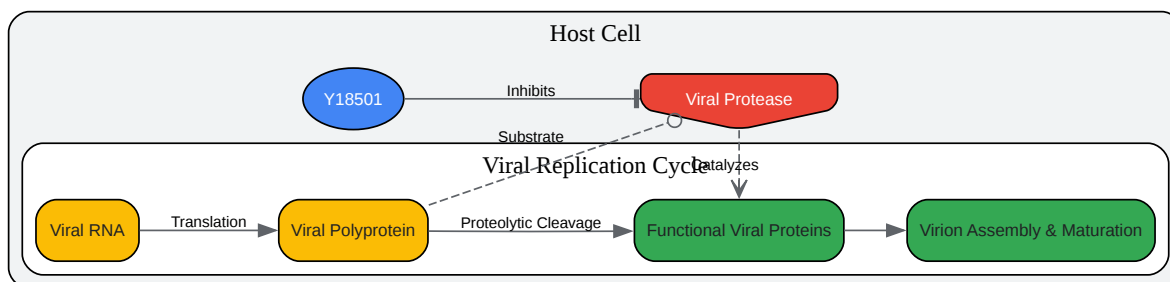 Host Cell
Y18501
Inhibits
Viral Protease
Substrate
Viral Replication Cycle
Catalyzes
Viral RNA
Translation
Viral Polyprotein
Proteolytic Cleavage
Functional Viral Proteins
Virion Assembly & Maturation